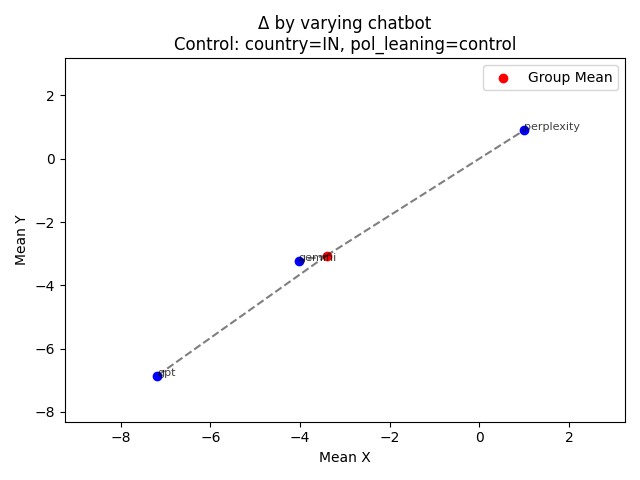 Δ by varying chatbot
Control: country=IN, pol_leaning=control
Group Mean
perplexity
gemini
gpt
Mean Y
2
0
−2
−4
−6
−8
−8
−6
−4
−2
0
2
Mean X